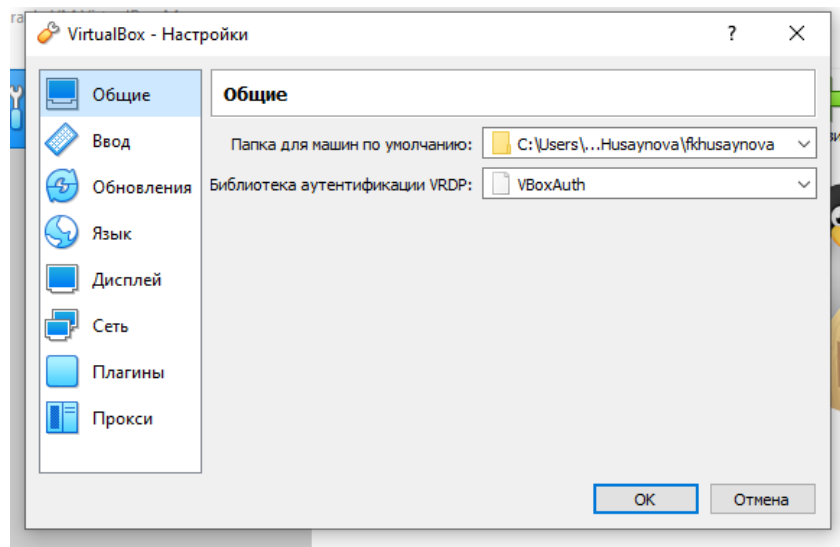 VirtualBox - Настройки
?
Общие
Ввод
Обновления
Язык
Дисплей
Сеть
Плагины
Прокси
Общие
Папка для машин по умолчанию: C:\Users\...Husaynova\fkhusaynova
Библиотека аутентификации VRDP: VBoxAuth
OK
Отмена